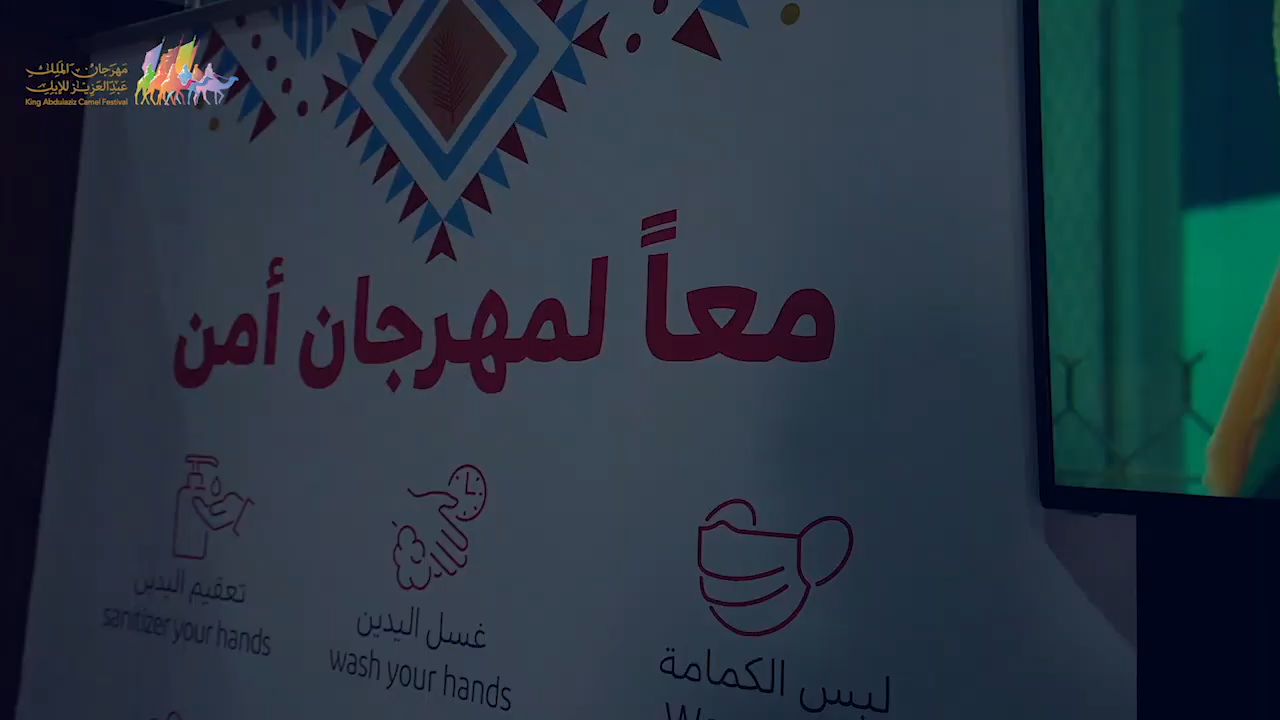 مهرجان الملك
عبدالعزيز للإبل
King Abdulaziz Camel Festival
معاً لمهرجان أمن
لبس الكمامة
غسل اليدين
wash your hands
تعقيم اليدين
sanitizer your hands